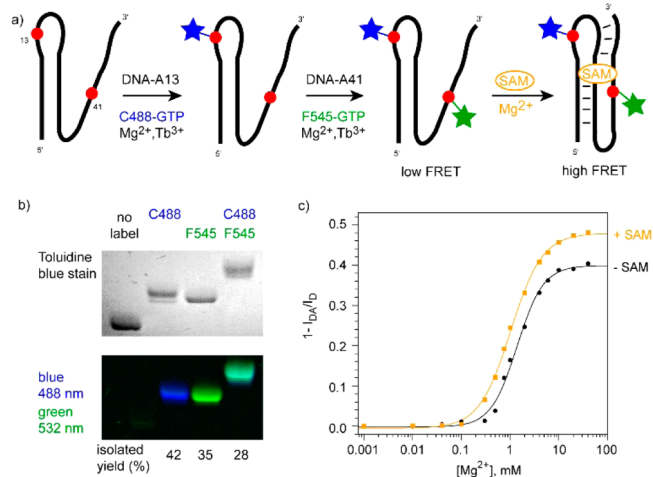 a)
3'
13
41
5'
DNA-A13
C488-GTP
Mg2+,Tb3+
3'
5'
DNA-A41
F545-GTP
Mg2+,Tb3+
3'
5'
low FRET
SAM
Mg2+
3'
SAM
5'
high FRET
b)
no label
C488
F545
C488
F545
Toluidine
blue stain
blue
488 nm
green
532 nm
isolated
yield (%)
42 35 28
c)
1- IDA/ID
0.5
0.4
0.3
0.2
0.1
0.0
+ SAM
- SAM
0.001 0.01 0.1 1 10 100
[Mg2+], mM